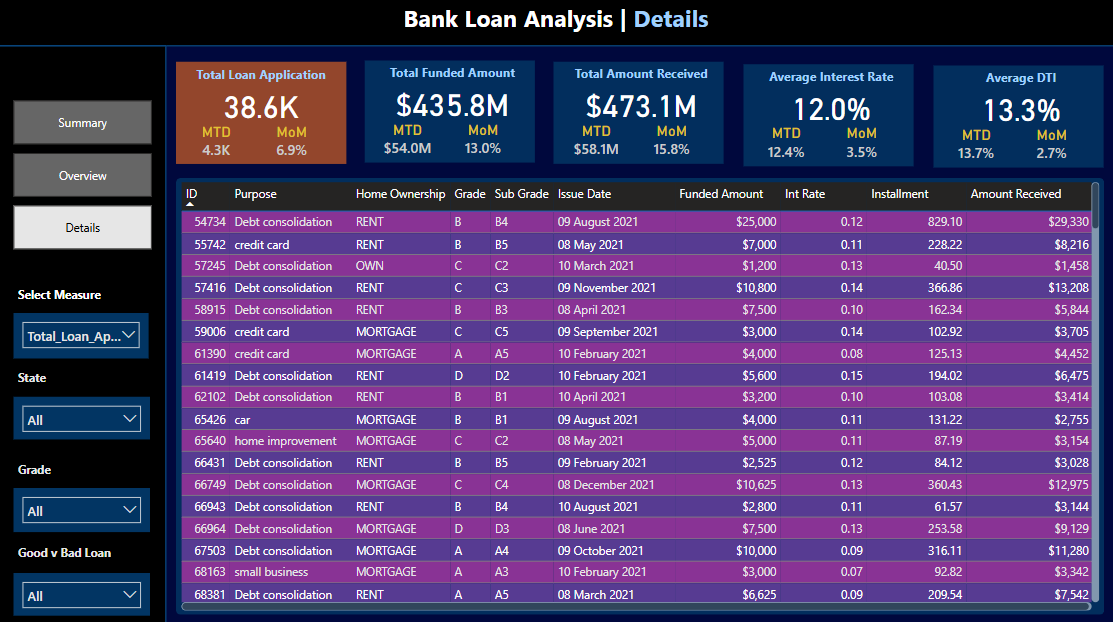 Bank Loan Analysis | Details
Summary
Overview
Details
Select Measure
Total_Loan_Ap...
State
All
Grade
All
Good v Bad Loan
All
Total Loan Application
38.6K
MTD MoM
4.3K 6.9%
Total Funded Amount
$435.8M
MTD MoM
$54.0M 13.0%
Total Amount Received
$473.1M
MTD MoM
$58.1M 15.8%
Average Interest Rate
12.0%
MTD MoM
12.4% 3.5%
Average DTI
13.3%
MTD MoM
13.7% 2.7%
ID Purpose Home Ownership Grade Sub Grade Issue Date Funded Amount Int Rate Installment Amount Received
54734 Debt consolidation RENT B B4 09 August 2021 $25,000 0.12 829.10 $29,330
55742 credit card RENT B B5 08 May 2021 $7,000 0.11 228.22 $8,216
57245 Debt consolidation OWN C C2 10 March 2021 $1,200 0.13 40.50 $1,458
57416 Debt consolidation RENT C C3 09 November 2021 $10,800 0.14 366.86 $13,208
58915 Debt consolidation RENT B B3 08 April 2021 $7,500 0.10 162.34 $5,844
59006 credit card MORTGAGE C C5 09 September 2021 $3,000 0.14 102.92 $3,705
61390 credit card MORTGAGE A A5 10 February 2021 $4,000 0.08 125.13 $4,452
61419 Debt consolidation RENT D D2 10 February 2021 $5,600 0.15 194.02 $6,475
62102 Debt consolidation RENT B B1 10 April 2021 $3,200 0.10 103.08 $3,414
65426 car MORTGAGE B B1 09 August 2021 $4,000 0.11 131.22 $2,755
65640 home improvement MORTGAGE C C2 08 May 2021 $5,000 0.11 87.19 $3,154
66431 Debt consolidation RENT B B5 09 February 2021 $2,525 0.12 84.12 $3,028
66749 Debt consolidation MORTGAGE C C4 08 December 2021 $10,625 0.13 360.43 $12,975
66943 Debt consolidation RENT B B4 10 August 2021 $2,800 0.11 61.57 $3,144
66964 Debt consolidation MORTGAGE D D3 08 June 2021 $7,500 0.13 253.58 $9,129
67503 Debt consolidation MORTGAGE A A4 09 October 2021 $10,000 0.09 316.11 $11,280
68163 small business MORTGAGE A A3 10 February 2021 $3,000 0.07 92.82 $3,342
68381 Debt consolidation RENT A A5 08 March 2021 $6,625 0.09 209.54 $7,542